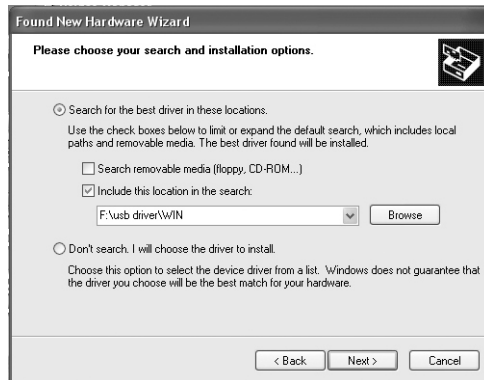 Found New Hardware Wizard
Please choose your search and installation options.
Search for the best driver in these locations.
Use the check boxes below to limit or expand the default search, which includes local
paths and removable media. The best driver found will be installed.
Search removable media (floppy, CD-ROM...)
Include this location in the search:
F:\usb driver\WIN
Browse
Don't search. I will choose the driver to install.
Choose this option to select the device driver from a list. Windows does not guarantee that
the driver you choose will be the best match for your hardware.
< Back Next > Cancel